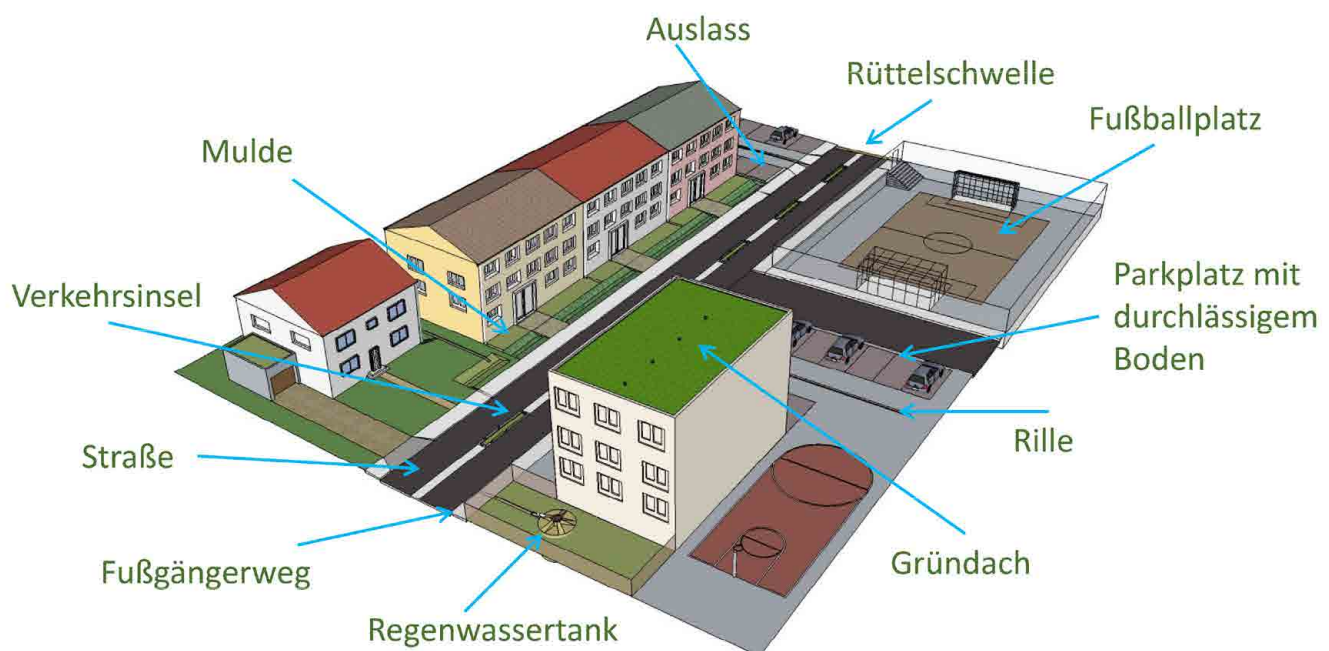 Auslass
Rüttelschwelle
Fußballplatz
Mulde
Parkplatz mit
durchlässigem
Boden
Verkehrsinsel
Rille
Straße
Gründach
Fußgängerweg
Regenwassertank